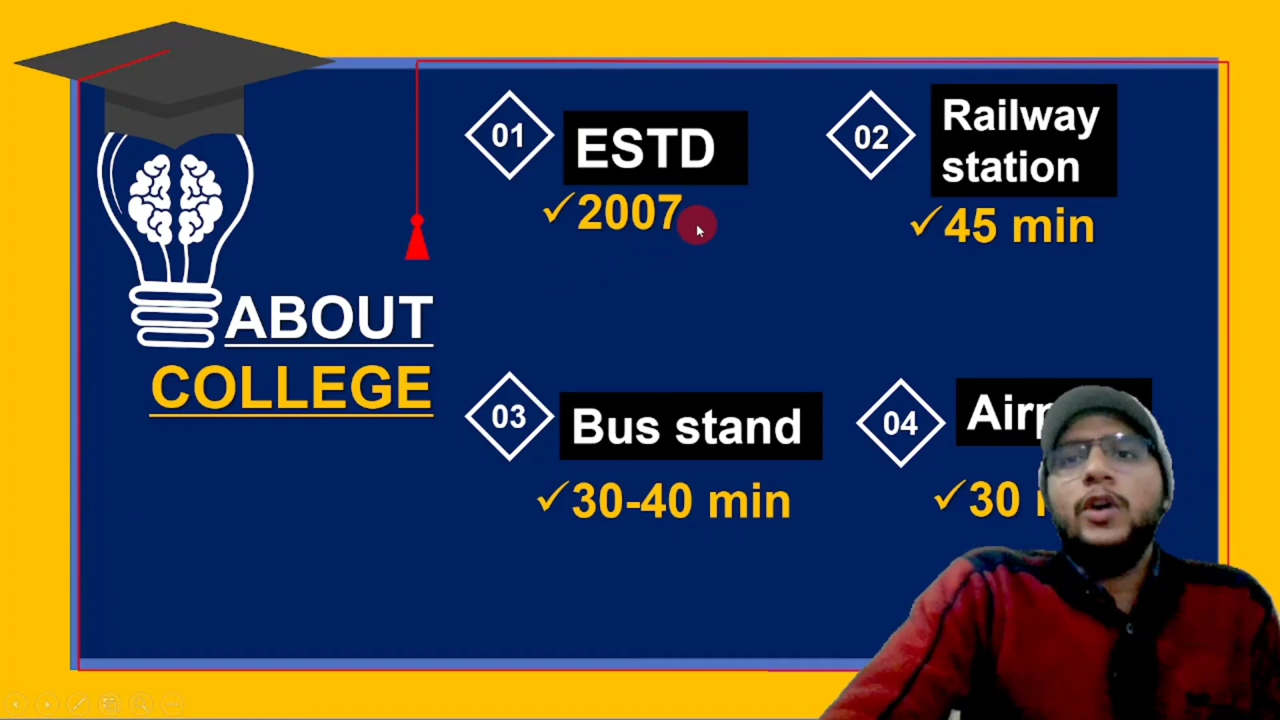 ABOUT
COLLEGE
01
ESTD
✓2007
02
Railway
station
✓45 min
03
Bus stand
✓30-40 min
04
✓30